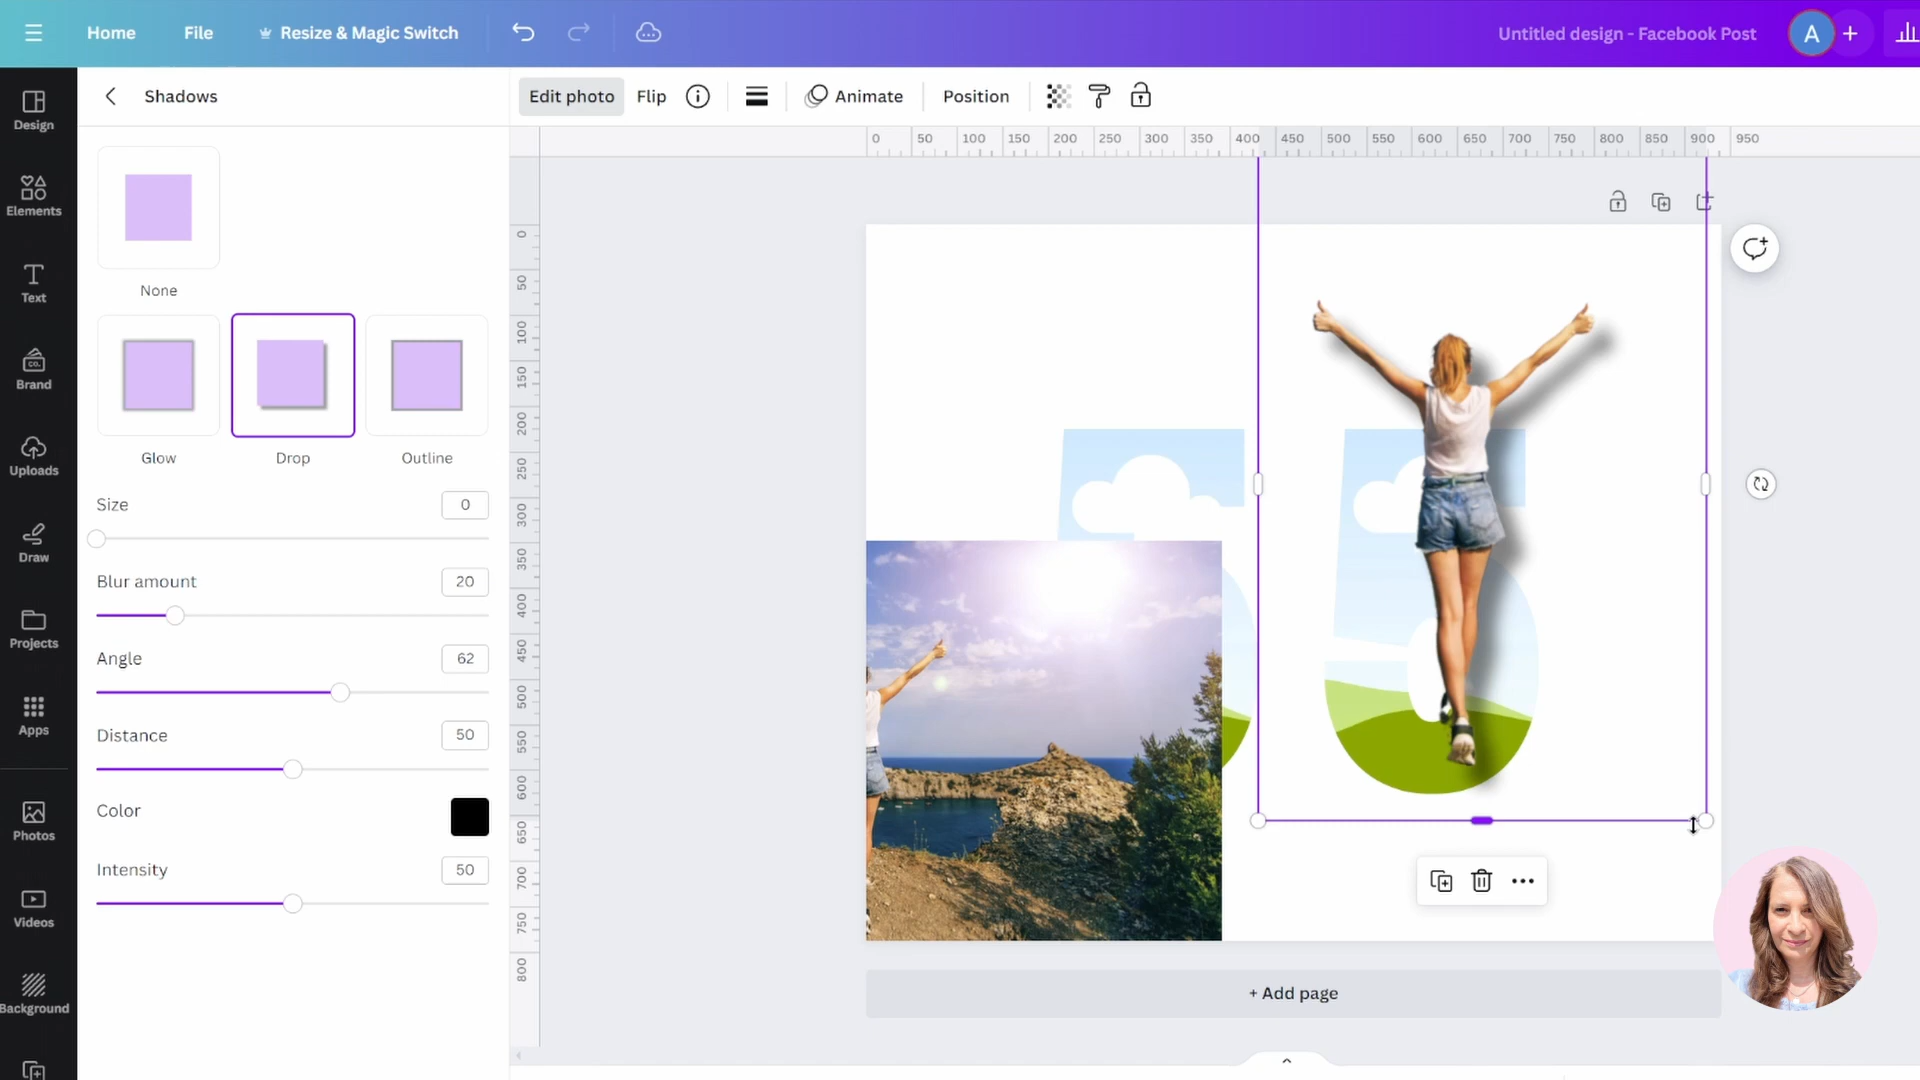 Home File Resize & Magic Switch Untitled design - Facebook Post A
Design
Elements
Text
Brand
Uploads
Draw
Projects
Apps
Photos
Videos
Background
Shadows
None
Glow Drop Outline
Size 0
Blur amount 20
Angle 62
Distance 50
Color
Intensity 50
Edit photo Flip Animate Position
0 50 100 150 200 250 300 350 400 450 500 550 600 650 700 750 800 850 900 950
0
50
100
150
200
250
300
350
400
450
500
550
600
650
700
750
800
5 5
+ Add page